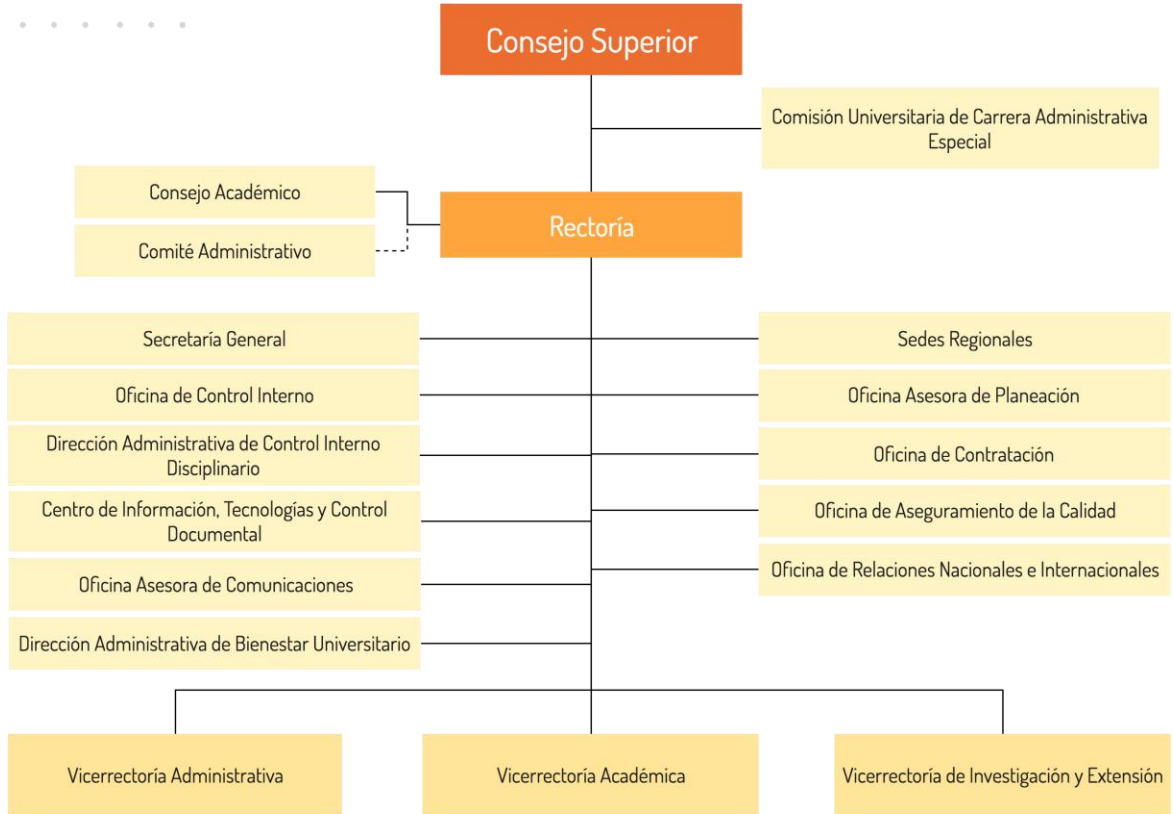 Consejo Superior
Comisión Universitaria de Carrera Administrativa
Especial
Consejo Académico
Rectoría
Comité Administrativo
Secretaría General
Sedes Regionales
Oficina de Control Interno
Oficina Asesora de Planeación
Dirección Administrativa de Control Interno
Disciplinario
Oficina de Contratación
Centro de Información, Tecnologías y Control
Documental
Oficina de Aseguramiento de la Calidad
Oficina Asesora de Comunicaciones
Oficina de Relaciones Nacionales e Internacionales
Dirección Administrativa de Bienestar Universitario
Vicerrectoría Administrativa
Vicerrectoría Académica
Vicerrectoría de Investigación y Extensión